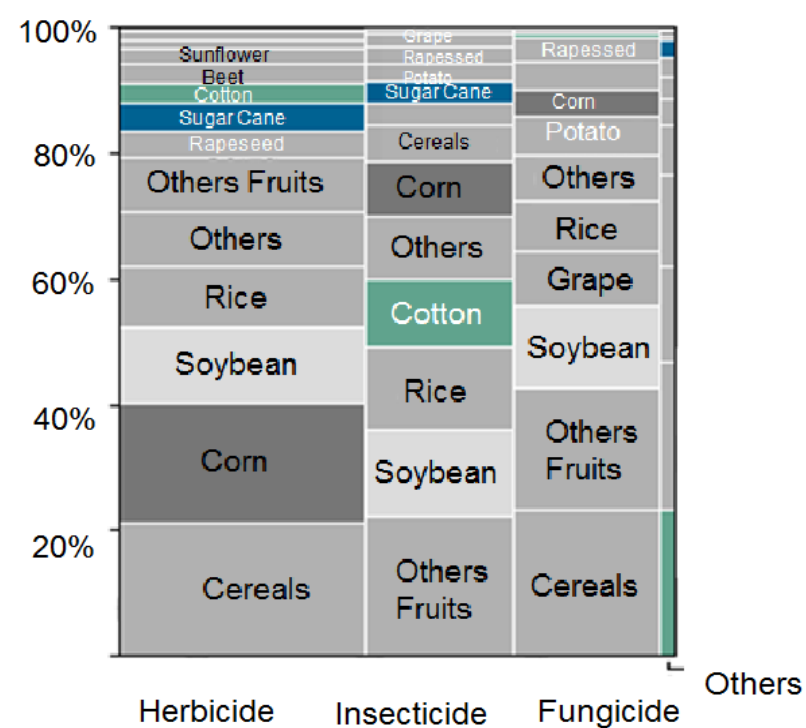 100%
80%
60%
40%
20%
Sunflower
Beet
Cotton
Sugar Cane
Rapeseed
Others Fruits
Others
Rice
Soybean
Corn
Cereals
Grape
Rapessed
Potato
Sugar Cane
Cereals
Corn
Others
Cotton
Rice
Soybean
Others
Fruits
Rapessed
Corn
Potato
Others
Rice
Grape
Soybean
Others
Fruits
Cereals
Herbicide
Insecticide
Fungicide
Others